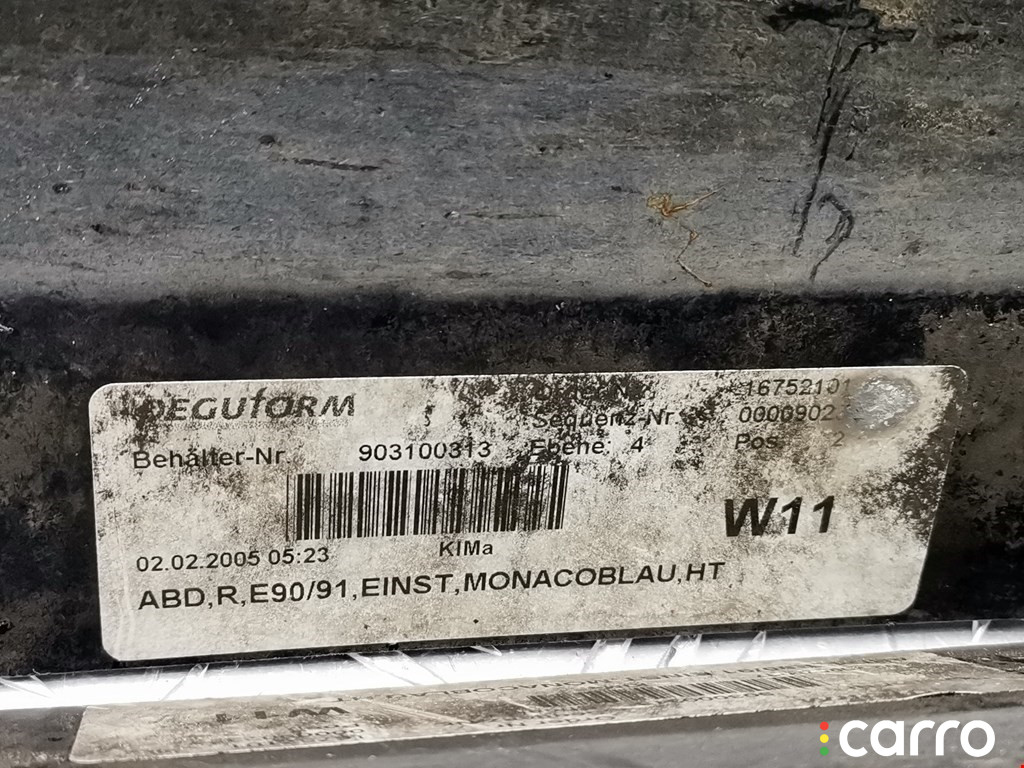 DEGUFORM
16752101
Sequenz-Nr. 0000902
Behälter-Nr. 903100313 Ebene: 4 Pos 2
W11
02.02.2005 05:23 KIMa
ABD,R,E90/91,EINST,MONACOBLAU,HT
carro